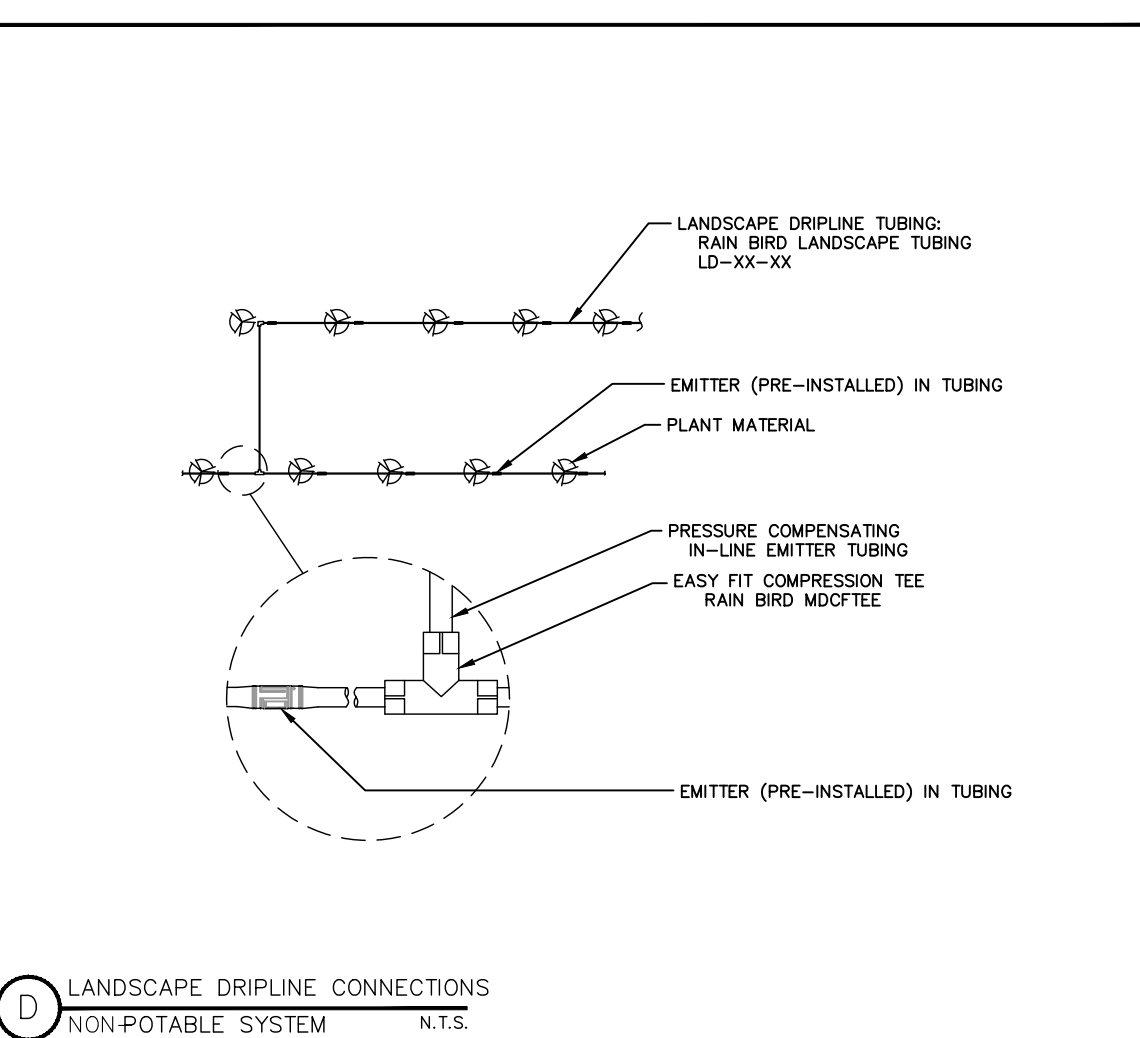 LANDSCAPE DRIPLINE TUBING:
RAIN BIRD LANDSCAPE TUBING
LD-XX-XX
EMITTER (PRE-INSTALLED) IN TUBING
PLANT MATERIAL
PRESSURE COMPENSATING
IN-LINE EMITTER TUBING
EASY FIT COMPRESSION TEE
RAIN BIRD MDCFTEE
EMITTER (PRE-INSTALLED) IN TUBING
D
LANDSCAPE DRIPLINE CONNECTIONS
NON-POTABLE SYSTEM N.T.S.